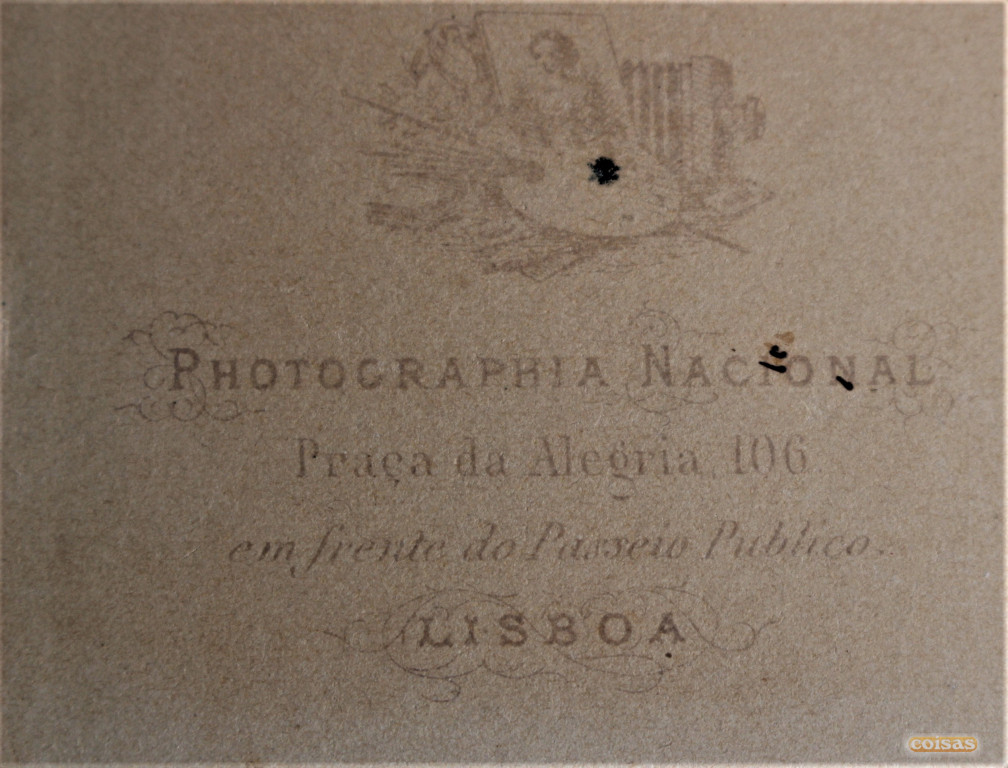 PHOTOGRAPHIA NACIONAL
Praça da Alegria, 106
em frente do Passeio Publico.
LISBOA
coisas